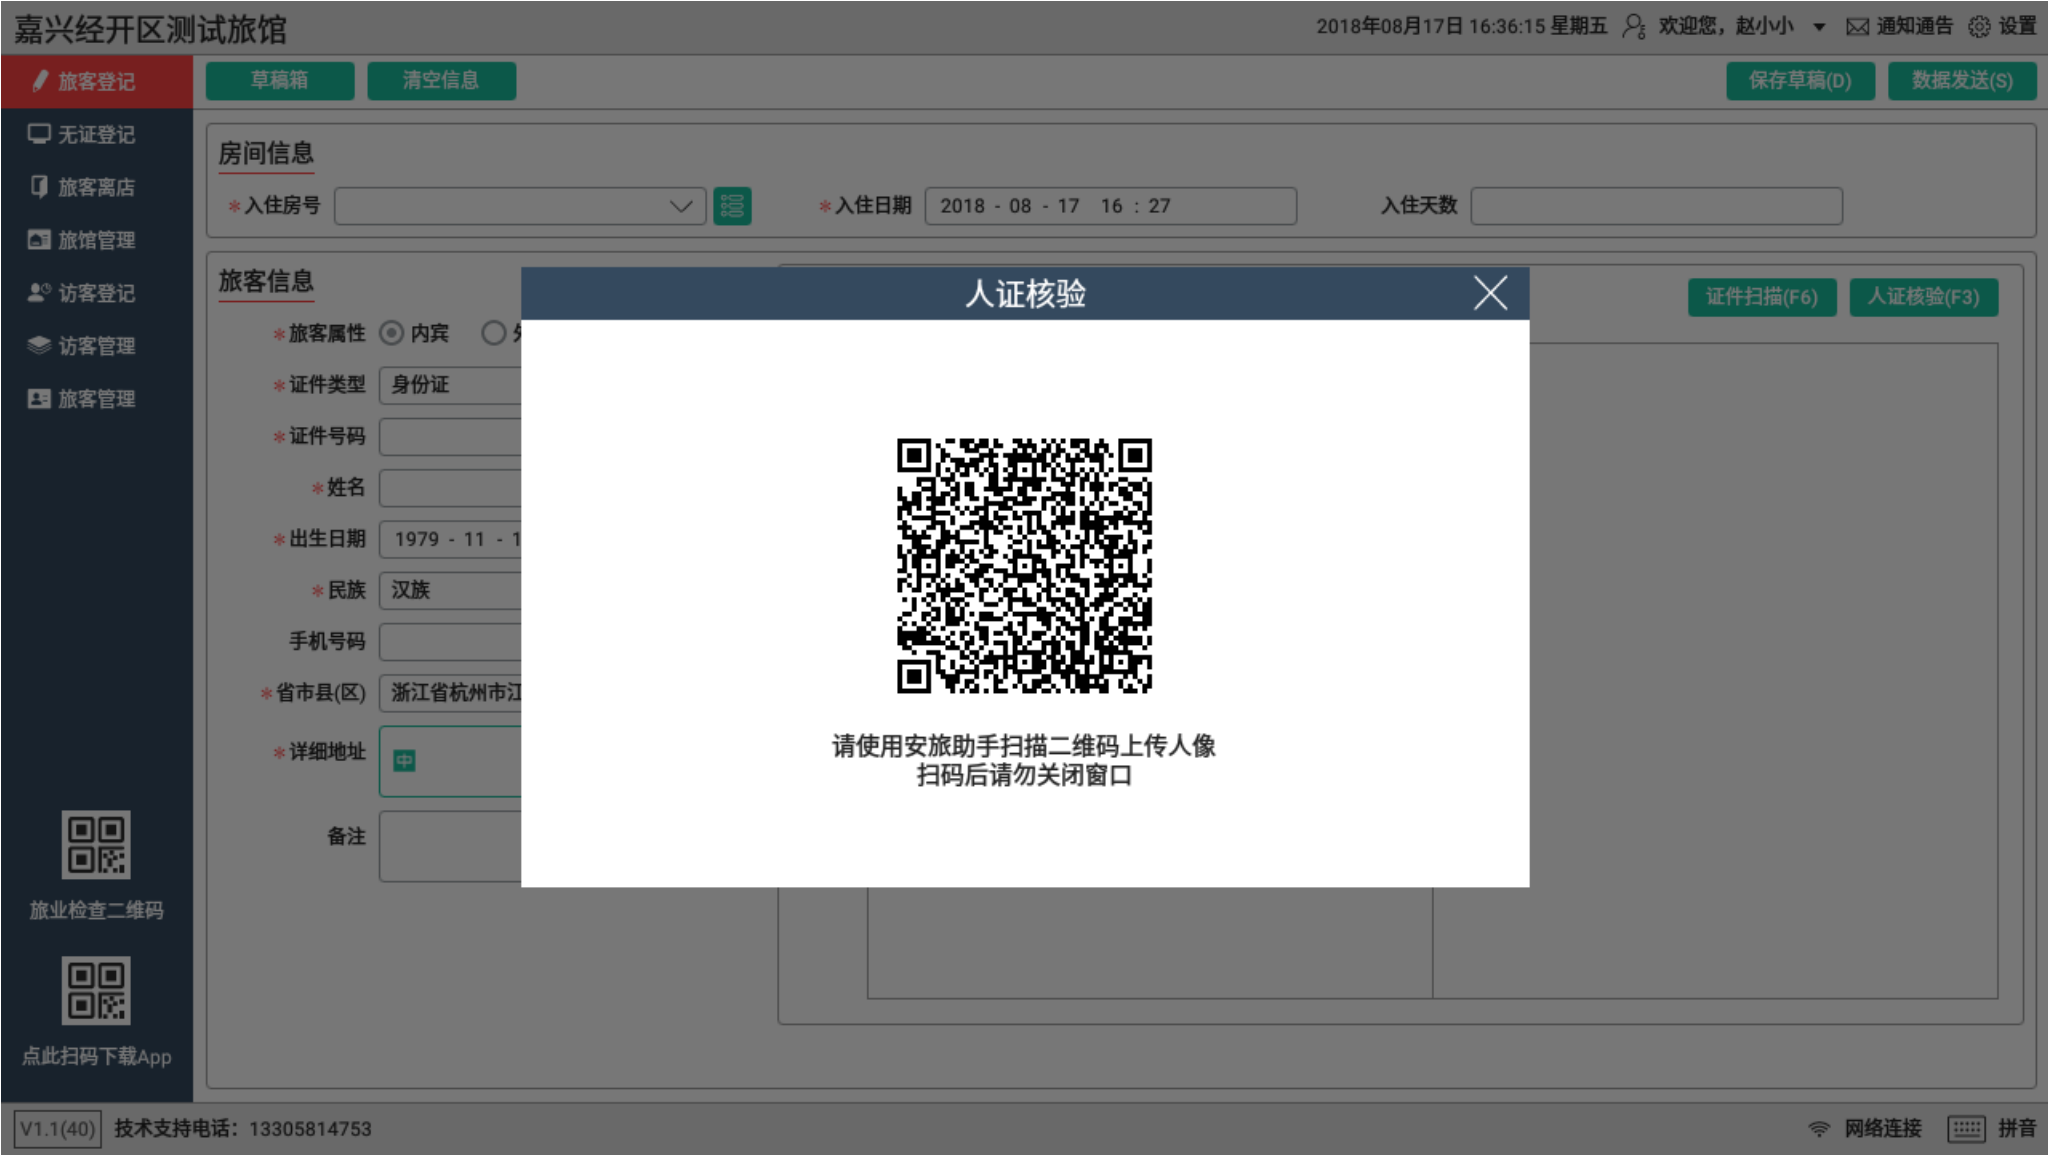 嘉兴经开区测试旅馆
2018年08月17日 16:36:15 星期五
欢迎您，赵小小
通知通告
设置
旅客登记
无证登记
旅客离店
旅馆管理
访客登记
访客管理
旅客管理
旅业检查二维码
点此扫码下载App
草稿箱
清空信息
保存草稿(D)
数据发送(S)
房间信息
*入住房号
*入住日期 2018 - 08 - 17 16 : 27
入住天数
旅客信息
证件扫描(F6)
人证核验(F3)
*旅客属性 内宾
*证件类型 身份证
*证件号码
*姓名
*出生日期 1979 - 11 - 1
*民族 汉族
手机号码
*省市县(区) 浙江省杭州市江
*详细地址 中
备注
人证核验
请使用安旅助手扫描二维码上传人像
扫码后请勿关闭窗口
V1.1(40) 技术支持电话：13305814753
网络连接
拼音